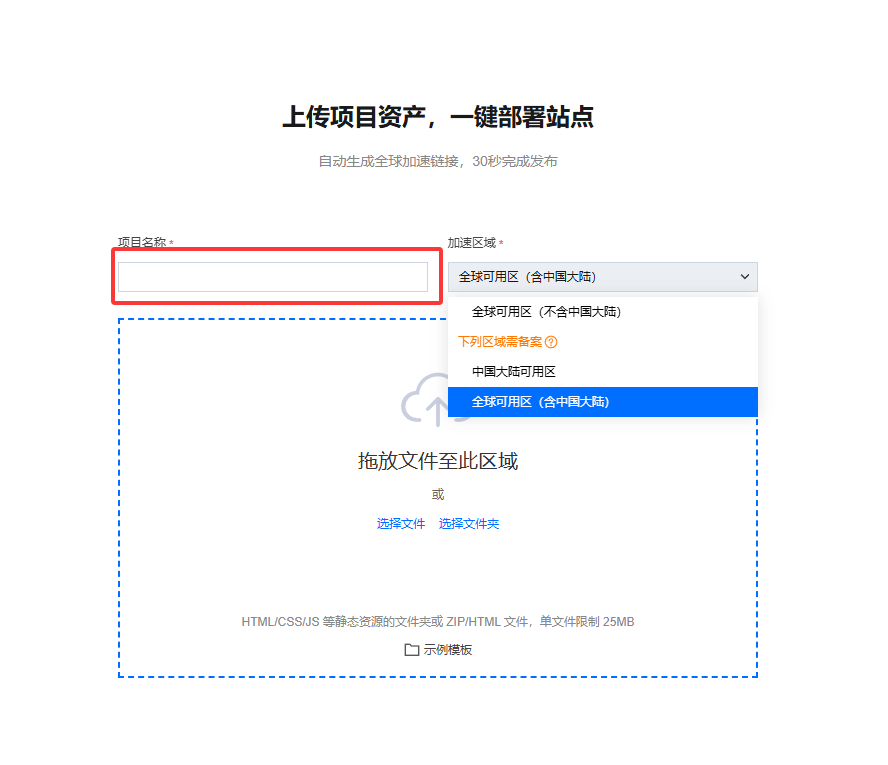 上传项目资产，一键部署站点
自动生成全球加速链接，30秒完成发布
项目名称 *
加速区域 *
全球可用区（含中国大陆）
全球可用区（不含中国大陆）
下列区域需备案 ?
中国大陆可用区
全球可用区（含中国大陆）
拖放文件至此区域
或
选择文件 选择文件夹
HTML/CSS/JS 等静态资源的文件夹或 ZIP/HTML 文件，单文件限制 25MB
示例模板